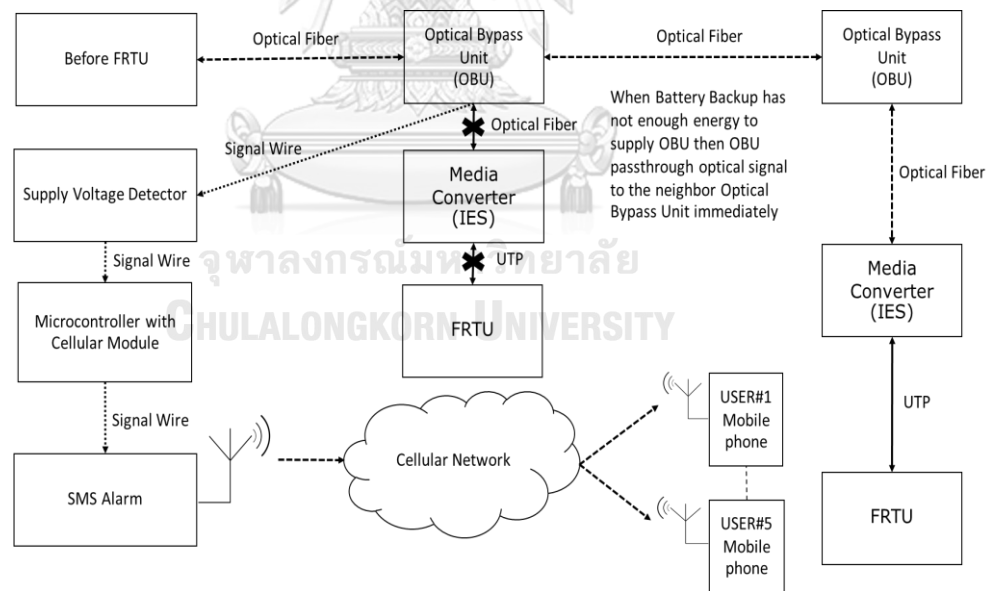 Before FRTU
Optical Fiber
Optical Bypass
Unit
(OBU)
Optical Fiber
Optical Bypass
Unit
(OBU)
Optical Fiber
When Battery Backup has
not enough energy to
supply OBU then OBU
passthrough optical signal
to the neighbor Optical
Bypass Unit immediately
Signal Wire
Supply Voltage Detector
Media
Converter
(IES)
Optical Fiber
Signal Wire
UTP
จุฬาลงกรณ์มหาวิทยาลัย
CHULALONGKORN UNIVERSITY
Media
Converter
(IES)
Microcontroller with
Cellular Module
FRTU
Signal Wire
UTP
SMS Alarm
Cellular Network
USER#1
Mobile
phone
USER#5
Mobile
phone
FRTU